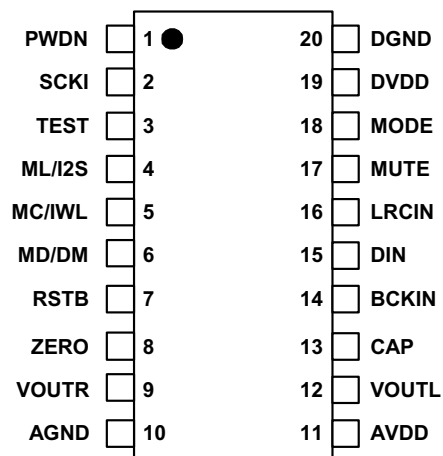 PWDN 1 20 DGND
SCKI 2 19 DVDD
TEST 3 18 MODE
ML/I2S 4 17 MUTE
MC/IWL 5 16 LRCIN
MD/DM 6 15 DIN
RSTB 7 14 BCKIN
ZERO 8 13 CAP
VOUTR 9 12 VOUTL
AGND 10 11 AVDD